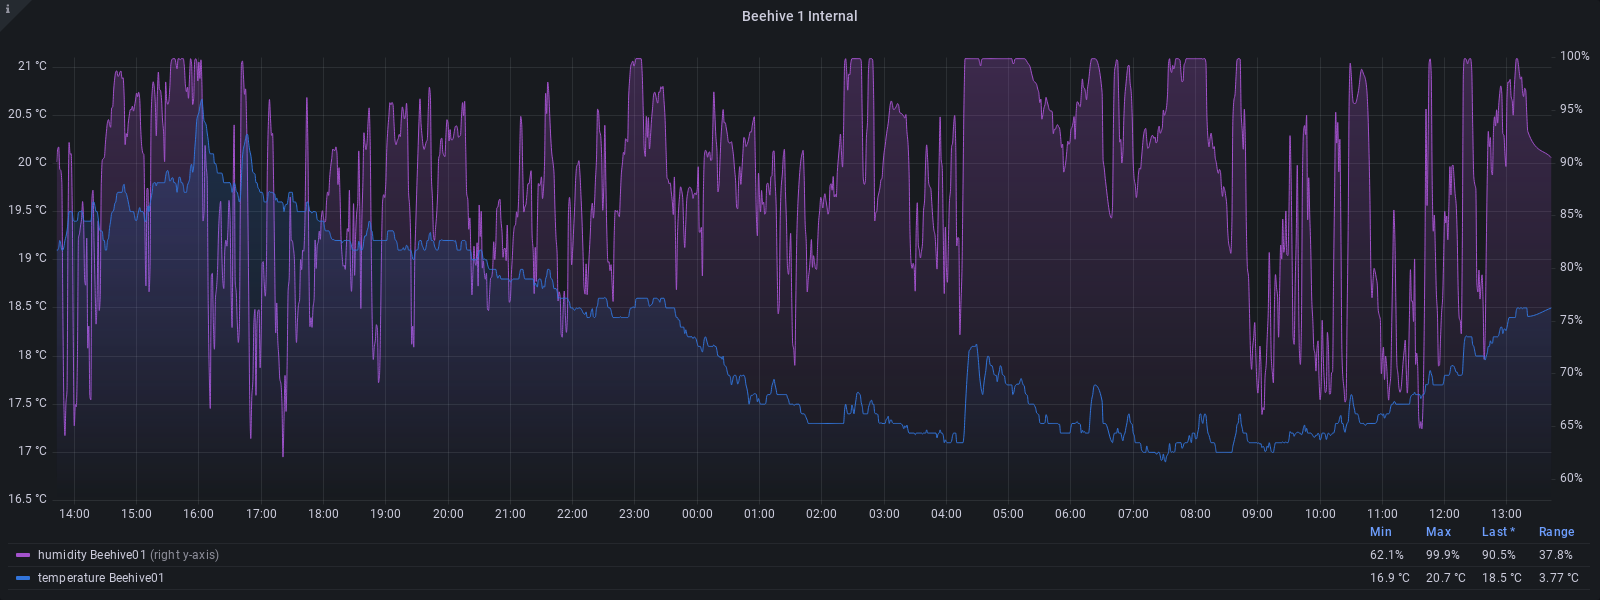 i
Beehive 1 Internal
21 °C
20.5 °C
20 °C
19.5 °C
19 °C
18.5 °C
18 °C
17.5 °C
17 °C
16.5 °C
100%
95%
90%
85%
80%
75%
70%
65%
60%
14:00 15:00 16:00 17:00 18:00 19:00 20:00 21:00 22:00 23:00 00:00 01:00 02:00 03:00 04:00 05:00 06:00 07:00 08:00 09:00 10:00 11:00 12:00 13:00
Min Max Last * Range
humidity Beehive01 (right y-axis) 62.1% 99.9% 90.5% 37.8%
temperature Beehive01 16.9 °C 20.7 °C 18.5 °C 3.77 °C